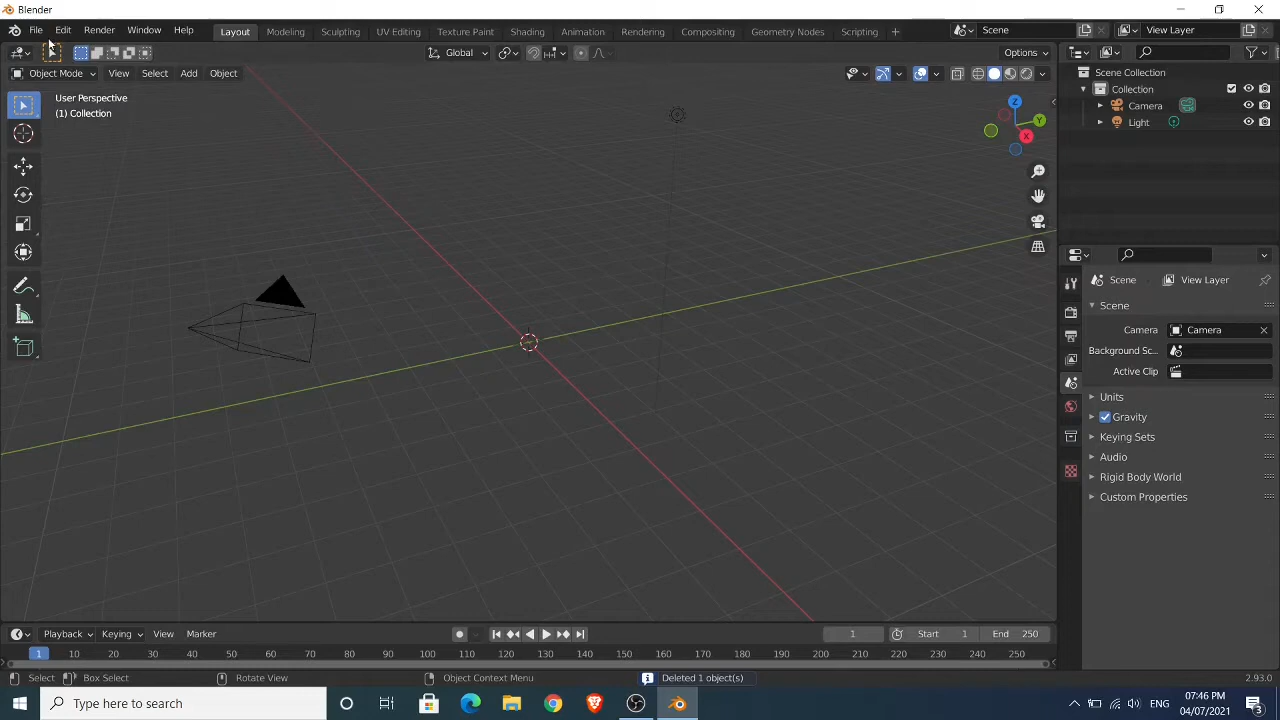 Blender
File Edit Render Window Help Layout Modeling Sculpting UV Editing Texture Paint Shading Animation Rendering Compositing Geometry Nodes Scripting + Scene View Layer
Global Options
Object Mode View Select Add Object
User Perspective
(1) Collection
Z
Y
X
Scene Collection
Collection
Camera
Light
Scene View Layer
Scene
Camera Camera
Background Sc...
Active Clip
Units
Gravity
Keying Sets
Audio
Rigid Body World
Custom Properties
Playback Keying View Marker 1 Start 1 End 250
1 10 20 30 40 50 60 70 80 90 100 110 120 130 140 150 160 170 180 190 200 210 220 230 240 250
Select Box Select Rotate View Object Context Menu Deleted 1 object(s) 2.93.0
Type here to search
ENG
07:46 PM
04/07/2021
3